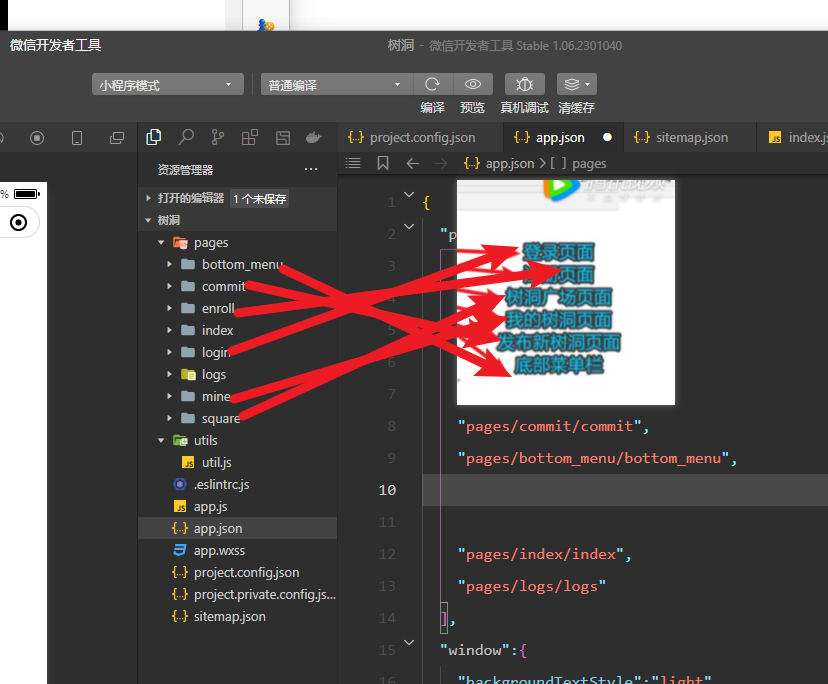 微信开发者工具
树洞 - 微信开发者工具 Stable 1.06.2301040
小程序模式
普通编译
编译 预览 真机调试 清缓存
project.config.json
app.json
sitemap.json
index.js
资源管理器
app.json > [ ] pages
打开的编辑器 1 个未保存
树洞
pages
bottom_menu
commit
enroll
index
login
logs
mine
square
utils
util.js
.eslintrc.js
app.js
app.json
app.wxss
project.config.json
project.private.config.js...
sitemap.json
%
1 {
2 "p
3
登录页面
页面
树洞广场页面
我的树洞页面
发布新树洞页面
底部菜单栏
7
8 "pages/commit/commit",
9 "pages/bottom_menu/bottom_menu",
10
11
12 "pages/index/index",
13 "pages/logs/logs"
14 ],
15 "window":{
16 "backgroundTextStyle":"light"